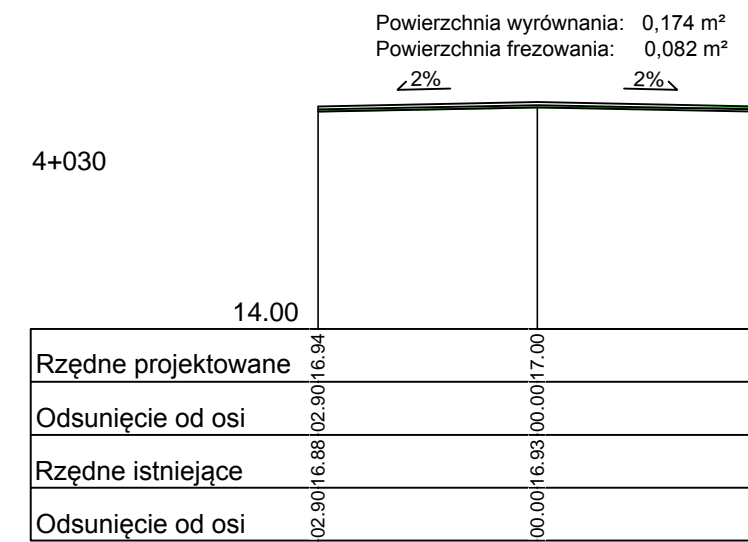 Powierzchnia wyrównania: 0,174 m²
Powierzchnia frezowania: 0,082 m²
2% 2%
4+030
14.00
Rzędne projektowane 16.94 17.00
Odsunięcie od osi 02.90 00.00
Rzędne istniejące 16.88 16.93
Odsunięcie od osi 02.90 00.00